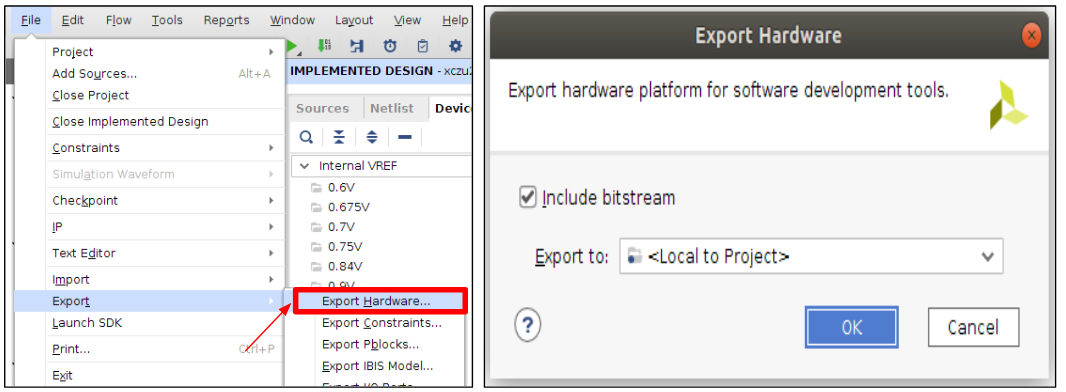 File Edit Flow Tools Reports Window Layout View Help
Project
Add Sources... Alt+A
Close Project
Close Implemented Design
Constraints
Simulation Waveform
Checkpoint
IP
Text Editor
Import
Export
Launch SDK
Print... Ctrl+P
Exit
IMPLEMENTED DESIGN - xczu2
Sources Netlist Devic
Internal VREF
0.6V
0.675V
0.7V
0.75V
0.84V
0.9V
Export Hardware...
Export Constraints...
Export Pblocks...
Export IBIS Model...
Export I/O Ports...
Export Hardware
Export hardware platform for software development tools.
Include bitstream
Export to: <Local to Project>
? OK Cancel